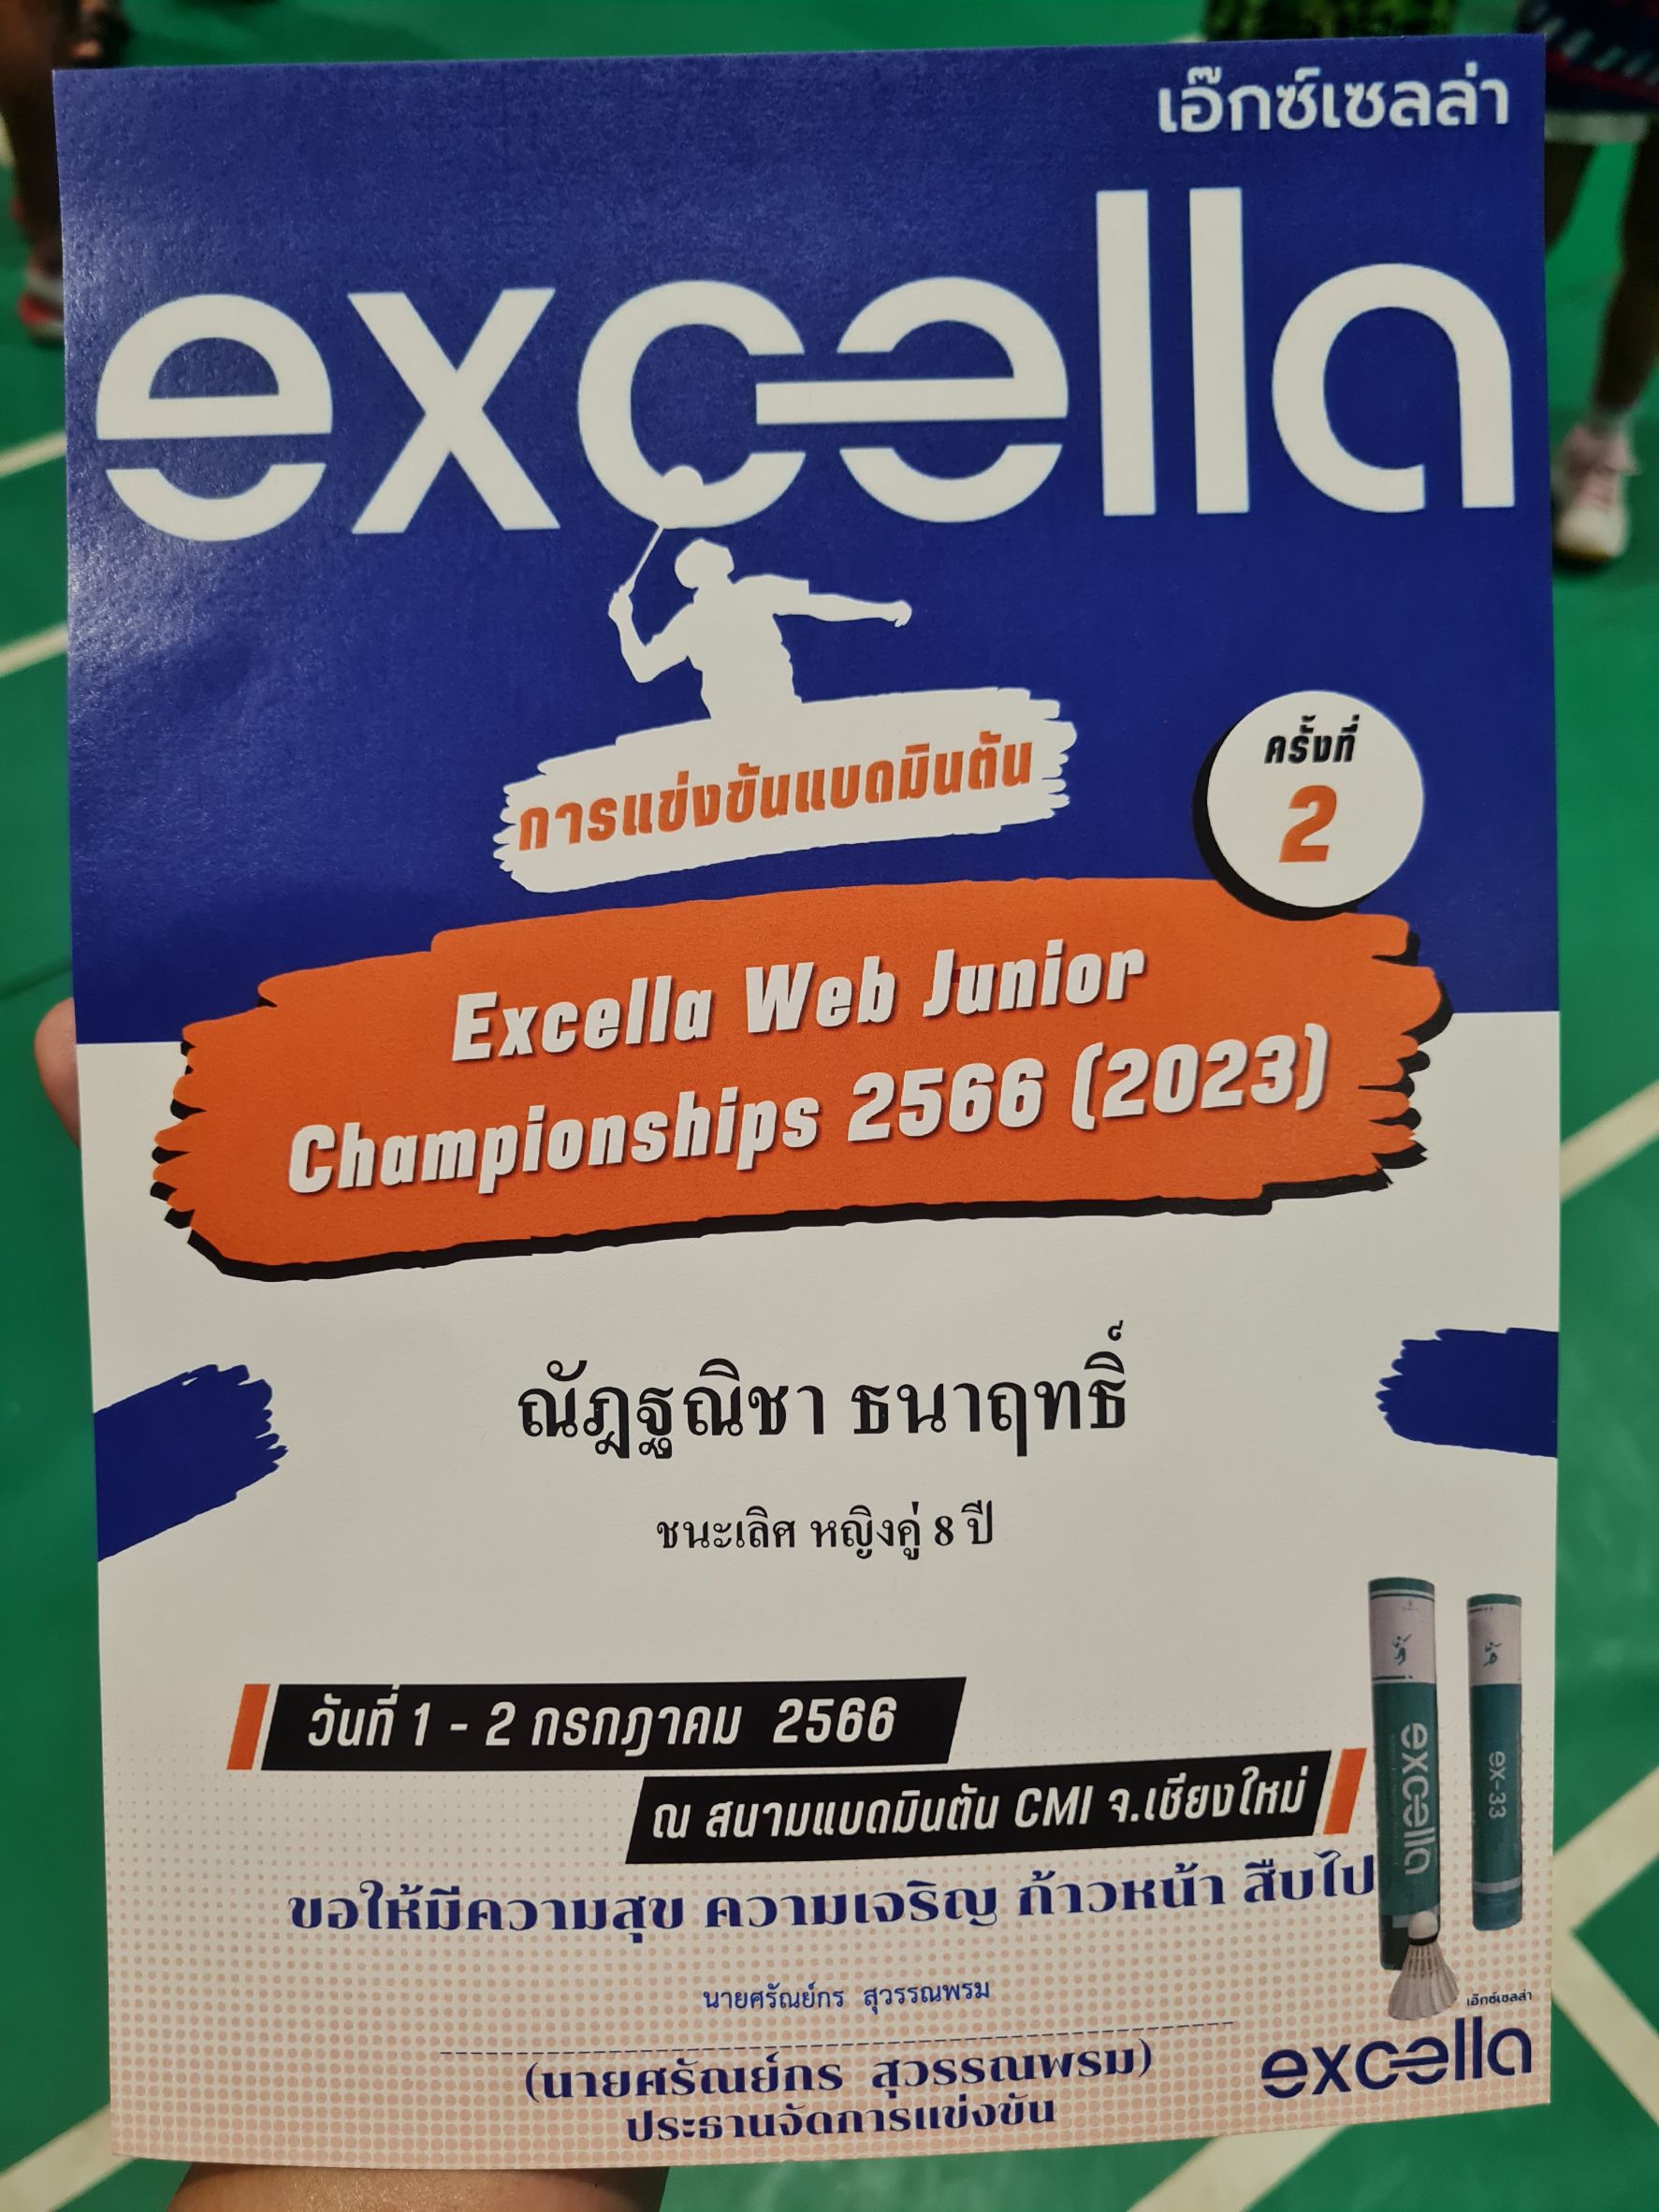 เอ๊กซ์เซลล่า
excella
การแข่งขันแบดมินตัน
ครั้งที่
2
Excella Web Junior
Championships 2566 (2023)
ณัฎฐณิชา ธนาฤทธิ์
ชนะเลิศ หญิงคู่ 8 ปี
วันที่ 1 - 2 กรกฎาคม 2566
ณ สนามแบดมินตัน CMI จ.เชียงใหม่
excella
ex-33
ขอให้มีความสุข ความเจริญ ก้าวหน้า สืบไป
นายศรัณย์กร สุวรรณพรม
(นายศรัณย์กร สุวรรณพรม)
ประธานจัดการแข่งขัน
เอ๊กซ์เซลล่า
excella